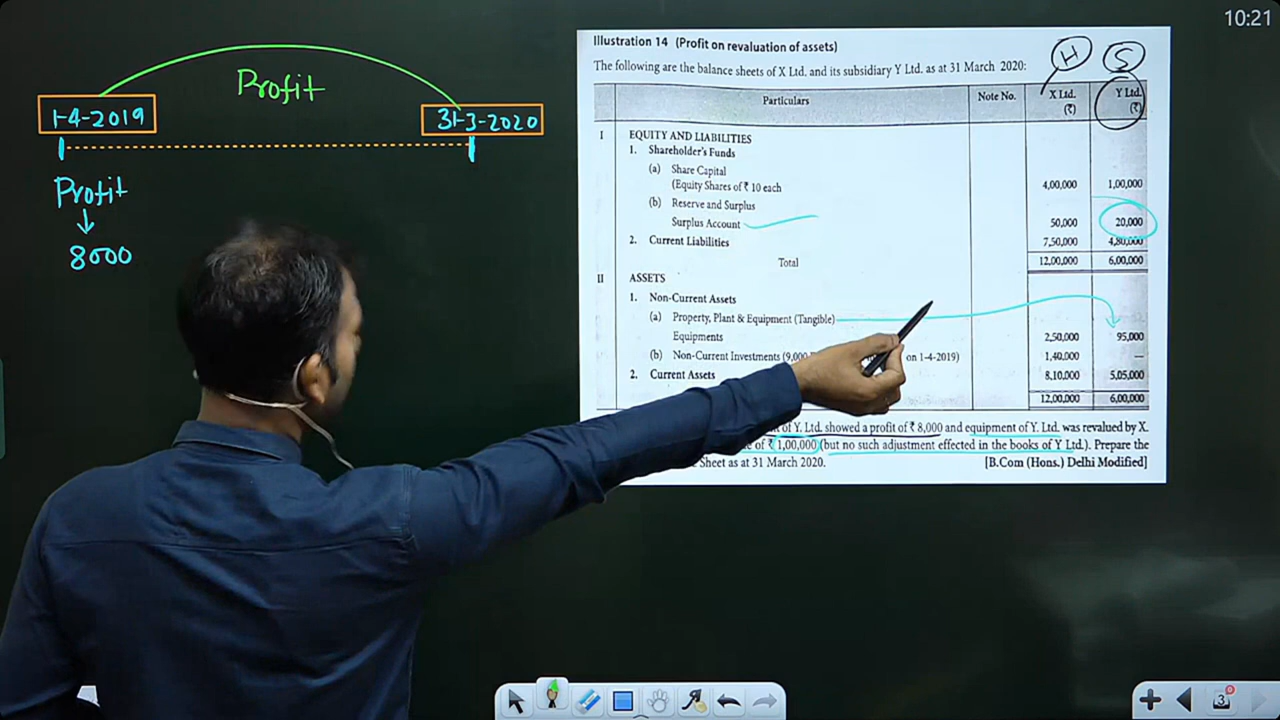 10:21
1-4-2019
Profit
31-3-2020
Profit
8000
Illustration 14 (Profit on revaluation of assets)
The following are the balance sheets of X Ltd. and its subsidiary Y Ltd. as at 31 March 2020:
H S
Particulars Note No. X Ltd. (₹) Y Ltd. (₹)
I EQUITY AND LIABILITIES
1. Shareholder's Funds
(a) Share Capital
(Equity Shares of ₹ 10 each 4,00,000 1,00,000
(b) Reserve and Surplus
Surplus Account 50,000 20,000
2. Current Liabilities 7,50,000 4,80,000
Total 12,00,000 6,00,000
II ASSETS
1. Non-Current Assets
(a) Property, Plant & Equipment (Tangible)
Equipments 2,50,000 95,000
(b) Non-Current Investments (9,000 on 1-4-2019) 1,40,000 —
2. Current Assets 8,10,000 5,05,000
12,00,000 6,00,000
of Y. Ltd. showed a profit of ₹ 8,000 and equipment of Y. Ltd. was revalued by X.
of ₹ 1,00,000 (but no such adjustment effected in the books of Y Ltd.). Prepare the
Sheet as at 31 March 2020. [B.Com (Hons.) Delhi Modified]
3